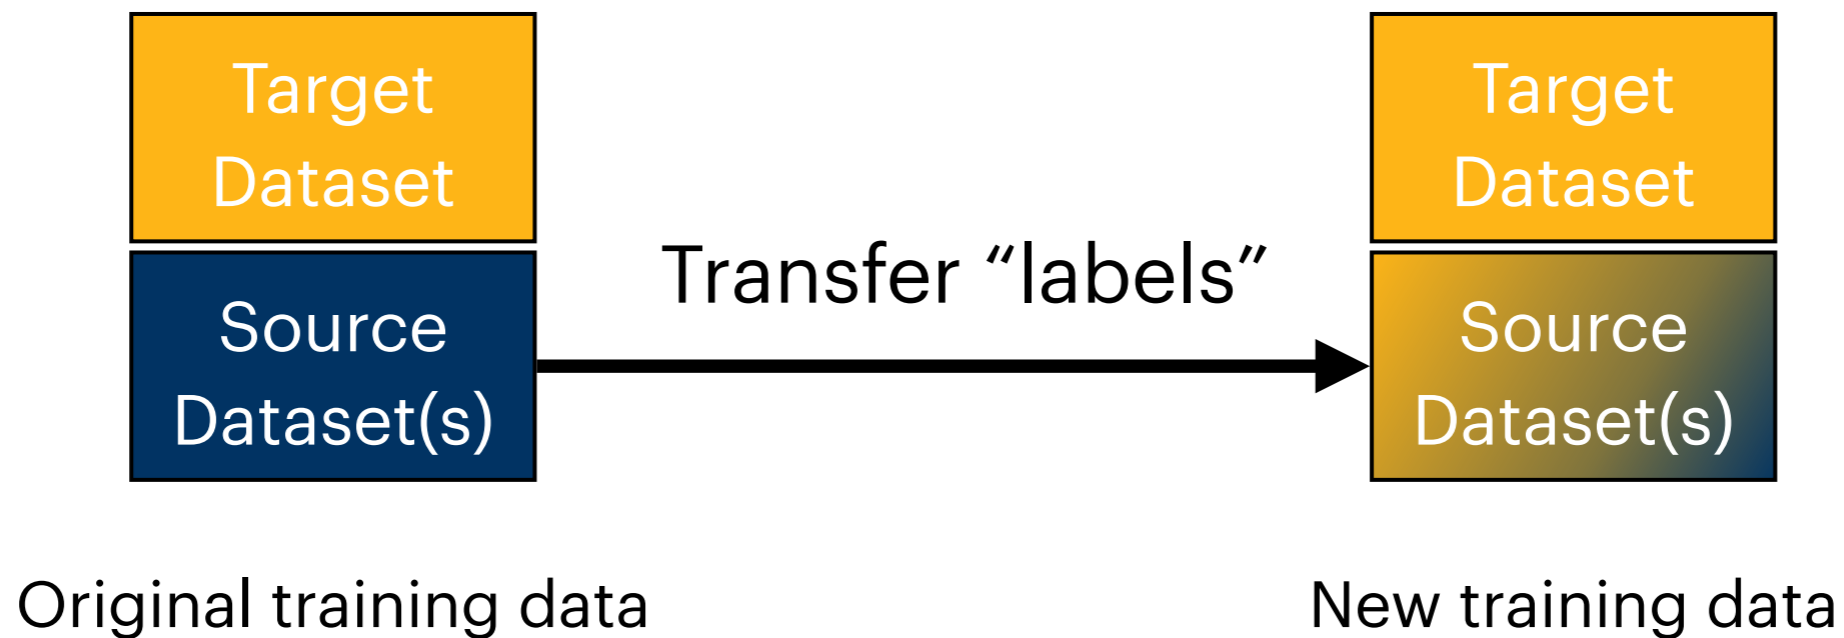 Target
Dataset
Source
Dataset(s)
Transfer “labels”
Target
Dataset
Source
Dataset(s)
Original training data
New training data